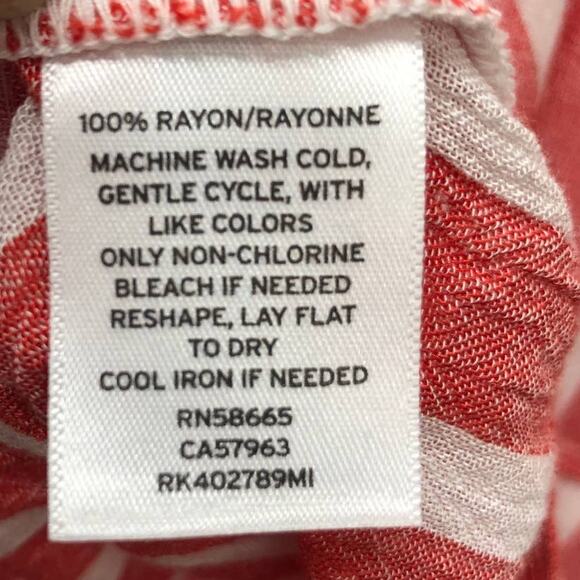 100% RAYON/RAYONNE
MACHINE WASH COLD,
GENTLE CYCLE, WITH
LIKE COLORS
ONLY NON-CHLORINE
BLEACH IF NEEDED
RESHAPE, LAY FLAT
TO DRY
COOL IRON IF NEEDED
RN58665
CA57963
RK402789MI